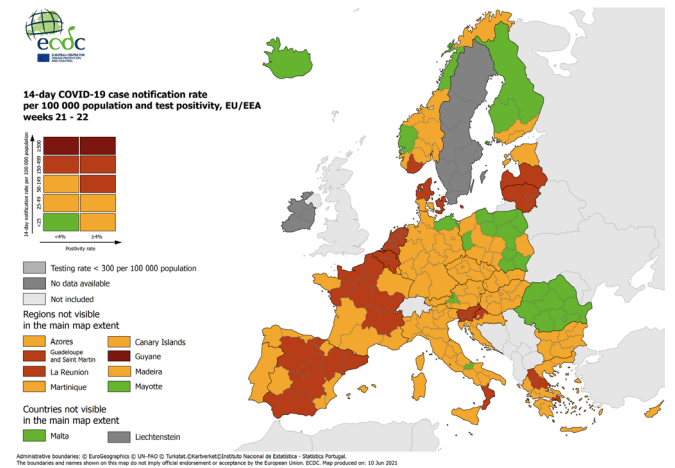 ecdc
EUROPEAN CENTRE FOR
DISEASE PREVENTION
AND CONTROL
14-day COVID-19 case notification rate
per 100 000 population and test positivity, EU/EEA
weeks 21 - 22
14-day notification rate per 100 000 population
≥500
150-499
50-149
25-49
<25
<4%
≥4%
Positivity rate
Testing rate < 300 per 100 000 population
No data available
Not included
Regions not visible
in the main map extent
Azores
Canary Islands
Guadeloupe
and Saint Martin
Guyane
La Reunion
Madeira
Martinique
Mayotte
Countries not visible
in the main map extent
Malta
Liechtenstein
Administrative boundaries: © EuroGeographics © UN-FAO © Turkstat.©Kartverket©Instituto Nacional de Estatística - Statistics Portugal.
The boundaries and names shown on this map do not imply official endorsement or acceptance by the European Union. ECDC. Map produced on: 10 Jun 2021